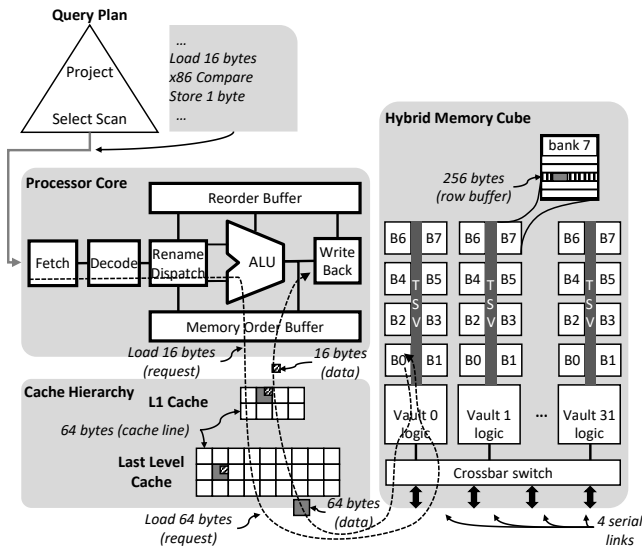 Query Plan
Project
Select Scan
...
Load 16 bytes
x86 Compare
Store 1 byte
...
Processor Core
Reorder Buffer
Fetch
Decode
Rename
Dispatch
ALU
Write
Back
Memory Order Buffer
Load 16 bytes
(request)
16 bytes
(data)
Cache Hierarchy
L1 Cache
64 bytes (cache line)
Last Level
Cache
Load 64 bytes
(request)
64 bytes
(data)
Hybrid Memory Cube
bank 7
256 bytes
(row buffer)
B6 B7 B6 B7 B6 B7
B4 B5 B4 B5 B4 B5
B2 B3 B2 B3 B2 B3
B0 B1 B0 B1 B0 B1
TSV
TSV
TSV
Vault 0
logic
Vault 1
logic
...
Vault 31
logic
Crossbar switch
4 serial
links